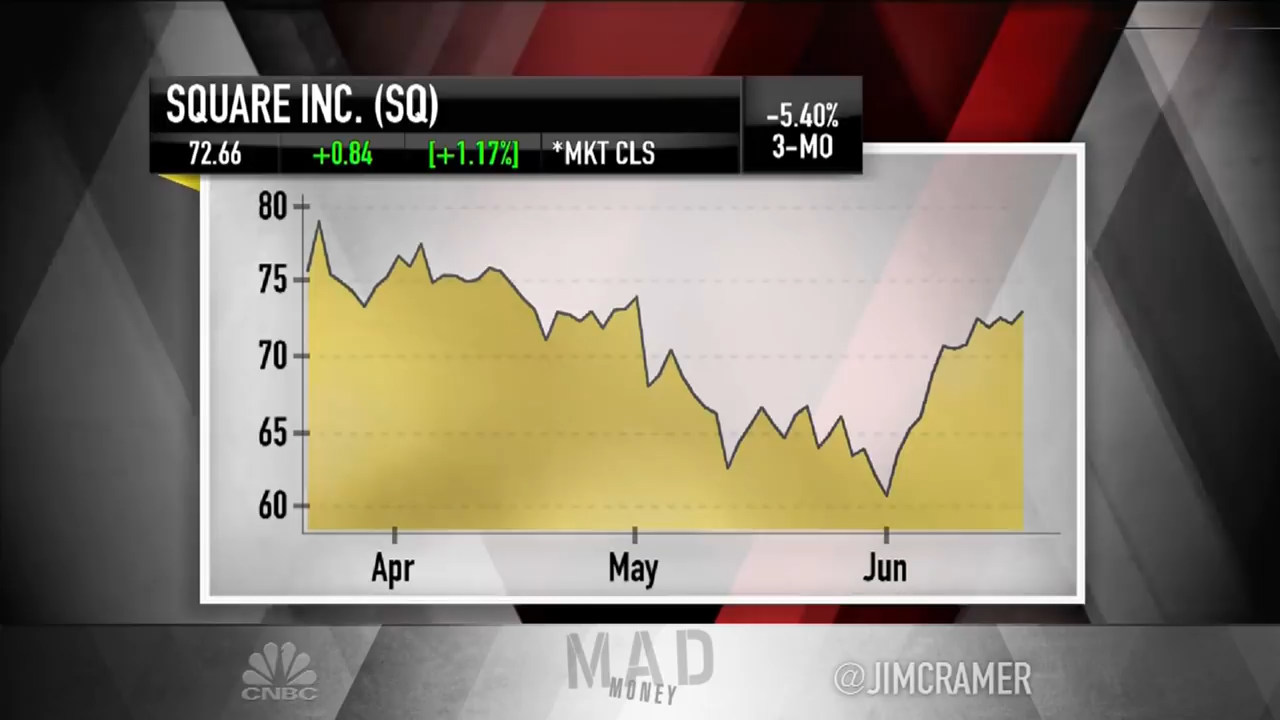 SQUARE INC. (SQ)
72.66 +0.84 [+1.17%] *MKT CLS
-5.40%
3-MO
80
75
70
65
60
Apr May Jun
CNBC
MAD
MONEY
@JIMCRAMER